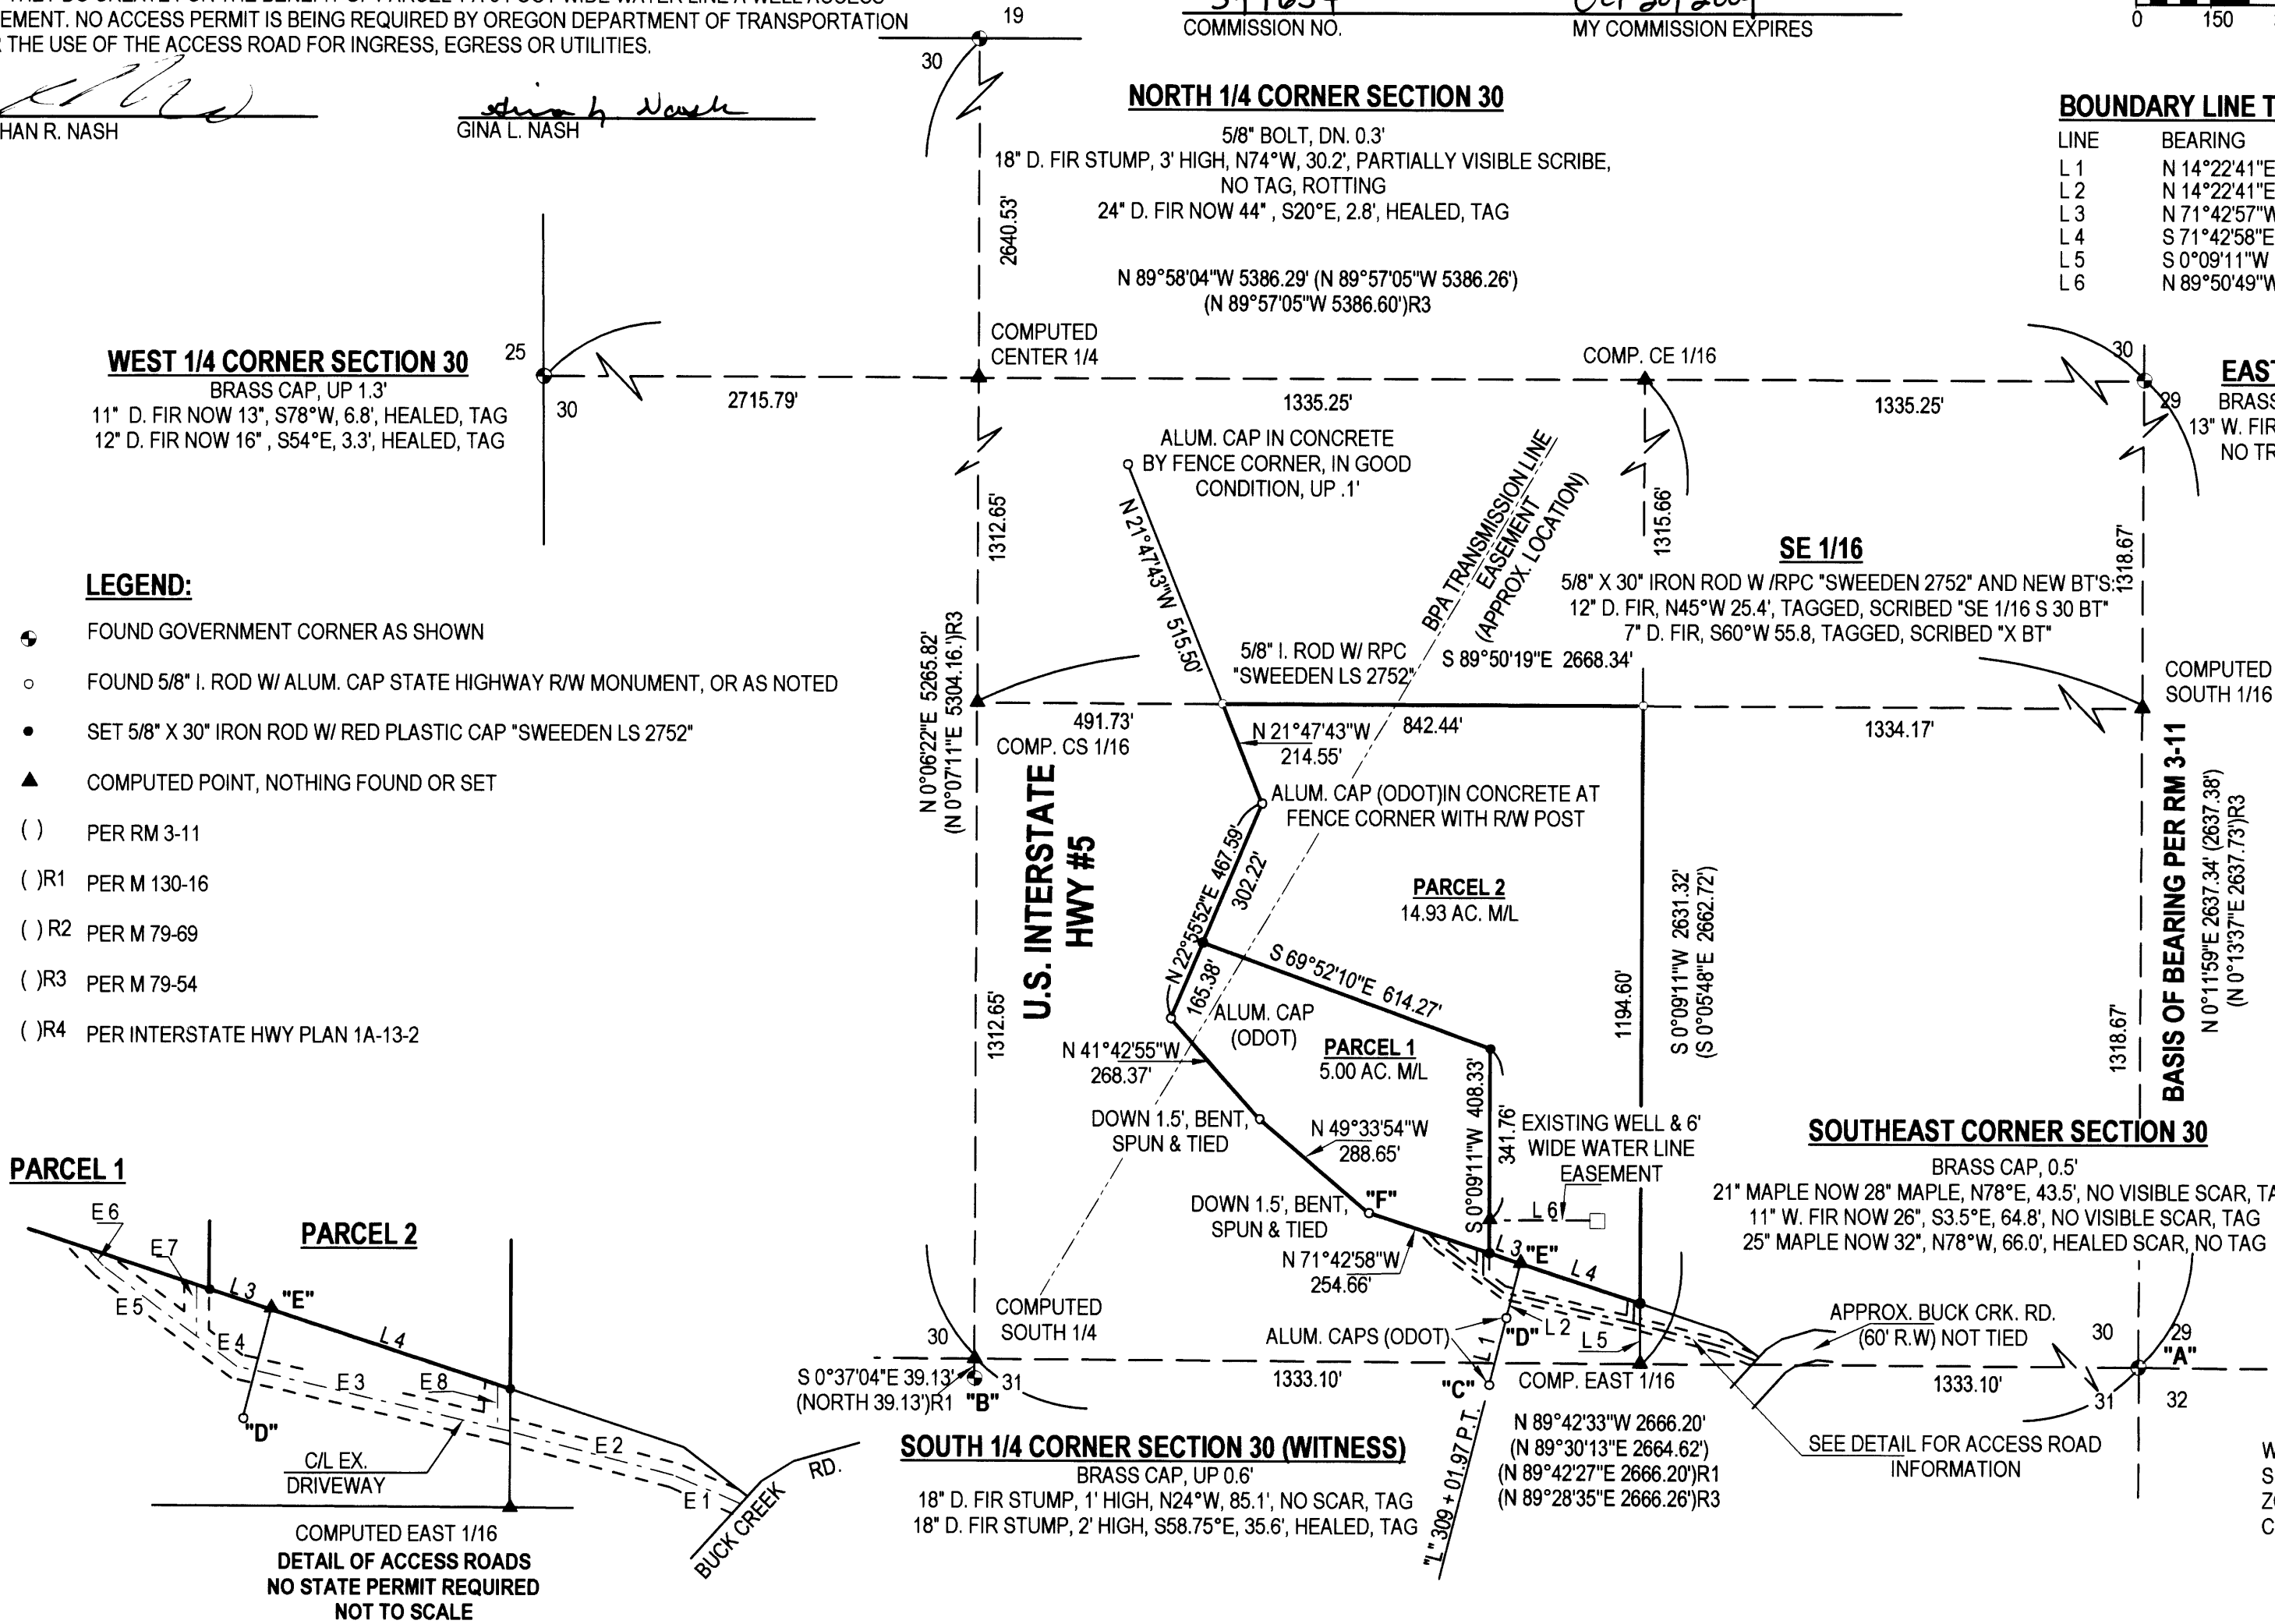 EMENT. NO ACCESS PERMIT IS BEING REQUIRED BY OREGON DEPARTMENT OF TRANSPORTATION
THE USE OF THE ACCESS ROAD FOR INGRESS, EGRESS OR UTILITIES.
HAN R. NASH
Gina L Nash
GINA L. NASH
COMMISSION NO.
MY COMMISSION EXPIRES
0 150
19
30
NORTH 1/4 CORNER SECTION 30
5/8" BOLT, DN. 0.3'
18" D. FIR STUMP, 3' HIGH, N74°W, 30.2', PARTIALLY VISIBLE SCRIBE,
NO TAG, ROTTING
24" D. FIR NOW 44" , S20°E, 2.8', HEALED, TAG
2640.53'
N 89°58'04"W 5386.29' (N 89°57'05"W 5386.26')
(N 89°57'05"W 5386.60')R3
BOUNDARY LINE T
LINE BEARING
L 1 N 14°22'41"E
L 2 N 14°22'41"E
L 3 N 71°42'57"W
L 4 S 71°42'58"E
L 5 S 0°09'11"W
L 6 N 89°50'49"W
WEST 1/4 CORNER SECTION 30
BRASS CAP, UP 1.3'
11" D. FIR NOW 13", S78°W, 6.8', HEALED, TAG
12" D. FIR NOW 16" , S54°E, 3.3', HEALED, TAG
25
30
2715.79'
COMPUTED
CENTER 1/4
1335.25'
COMP. CE 1/16
1335.25'
30
29
EAST
BRASS
13" W. FIR
NO TR
ALUM. CAP IN CONCRETE
BY FENCE CORNER, IN GOOD
CONDITION, UP .1'
N 21°47'43"W 515.50'
BPA TRANSMISSION LINE
EASEMENT
(APPROX. LOCATION)
1312.65'
1315.66'
1318.67'
SE 1/16
5/8" X 30" IRON ROD W /RPC "SWEEDEN 2752" AND NEW BT'S:
12" D. FIR, N45°W 25.4', TAGGED, SCRIBED "SE 1/16 S 30 BT"
7" D. FIR, S60°W 55.8, TAGGED, SCRIBED "X BT"
LEGEND:
FOUND GOVERNMENT CORNER AS SHOWN
FOUND 5/8" I. ROD W/ ALUM. CAP STATE HIGHWAY R/W MONUMENT, OR AS NOTED
SET 5/8" X 30" IRON ROD W/ RED PLASTIC CAP "SWEEDEN LS 2752"
COMPUTED POINT, NOTHING FOUND OR SET
( ) PER RM 3-11
( )R1 PER M 130-16
( ) R2 PER M 79-69
( )R3 PER M 79-54
( )R4 PER INTERSTATE HWY PLAN 1A-13-2
N 0°06'22"E 5265.82'
(N 0°07'11"E 5304.16.')R3
5/8" I. ROD W/ RPC
"SWEEDEN LS 2752"
S 89°50'19"E 2668.34'
COMPUTED
SOUTH 1/16
491.73'
COMP. CS 1/16
842.44'
1334.17'
N 21°47'43"W
214.55'
U.S. INTERSTATE
HWY #5
ALUM. CAP (ODOT)IN CONCRETE AT
FENCE CORNER WITH R/W POST
N 22°55'52"E 467.59'
302.22'
165.38'
PARCEL 2
14.93 AC. M/L
S 69°52'10"E 614.27'
1194.60'
S 0°09'11"W 2631.32'
(S 0°05'48"E 2662.72')
BASIS OF BEARING PER RM 3-11
N 0°11'59"E 2637.34' (2637.38')
(N 0°13'37"E 2637.73')R3
1312.65'
1318.67'
ALUM. CAP
(ODOT)
N 41°42'55"W
268.37'
PARCEL 1
5.00 AC. M/L
S 0°09'11"W 408.33'
341.76'
DOWN 1.5', BENT,
SPUN & TIED
N 49°33'54"W
288.65'
EXISTING WELL & 6'
WIDE WATER LINE
EASEMENT
L 6
DOWN 1.5', BENT,
SPUN & TIED
"F"
N 71°42'58"W
254.66'
L 3
"E"
L 4
SOUTHEAST CORNER SECTION 30
BRASS CAP, 0.5'
21" MAPLE NOW 28" MAPLE, N78°E, 43.5', NO VISIBLE SCAR, TA
11" W. FIR NOW 26", S3.5°E, 64.8', NO VISIBLE SCAR, TAG
25" MAPLE NOW 32", N78°W, 66.0', HEALED SCAR, NO TAG
COMPUTED
SOUTH 1/4
30
31
S 0°37'04"E 39.13'
(NORTH 39.13')R1
"B"
ALUM. CAPS (ODOT)
"D"
L 2
L 1
L 5
"C"
1333.10'
COMP. EAST 1/16
APPROX. BUCK CRK. RD.
(60' R.W) NOT TIED
30
29
"A"
31
32
1333.10'
N 89°42'33"W 2666.20'
(N 89°30'13"E 2664.62')
(N 89°42'27"E 2666.20')R1
(N 89°28'35"E 2666.26')R3
"L" 309 + 01.97 P.T.
SEE DETAIL FOR ACCESS ROAD
INFORMATION
SOUTH 1/4 CORNER SECTION 30 (WITNESS)
BRASS CAP, UP 0.6'
18" D. FIR STUMP, 1' HIGH, N24°W, 85.1', NO SCAR, TAG
18" D. FIR STUMP, 2' HIGH, S58.75°E, 35.6', HEALED, TAG
PARCEL 1
E 6
E 7
PARCEL 2
L 3
"E"
E 5
E 4
L 4
E 3
E 8
"D"
E 2
C/L EX.
DRIVEWAY
E 1
BUCK CREEK
RD.
COMPUTED EAST 1/16
DETAIL OF ACCESS ROADS
NO STATE PERMIT REQUIRED
NOT TO SCALE